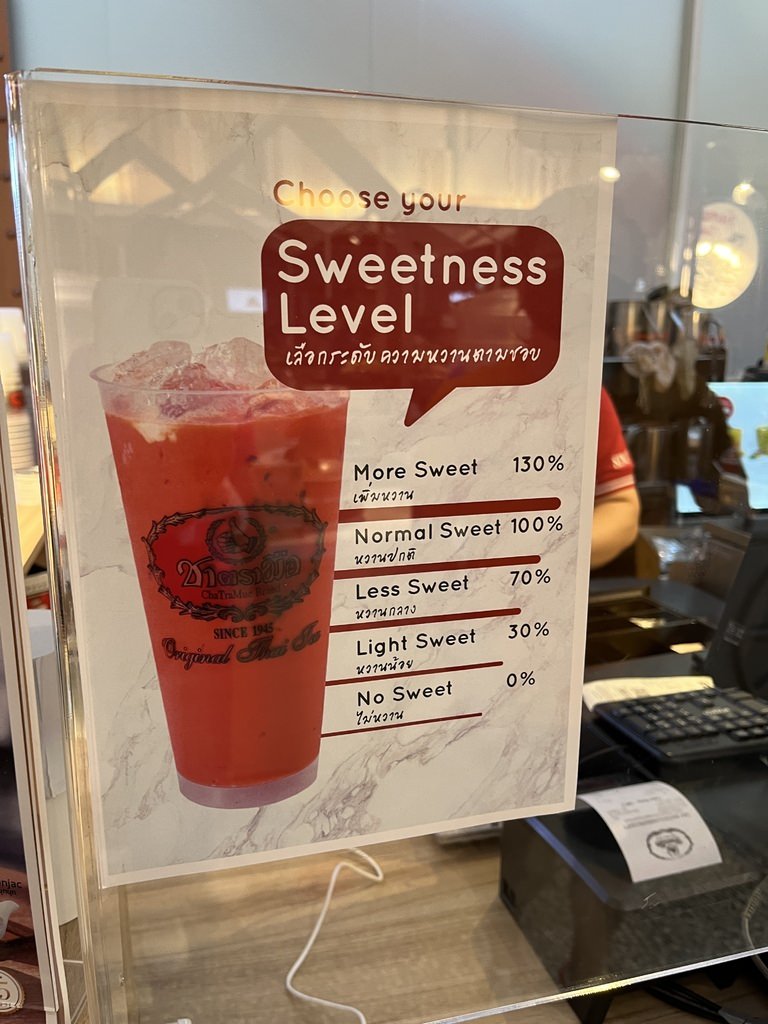 Choose your
Sweetness
Level
เลือกระดับความหวานตามชอบ
More Sweet 130%
เพิ่มหวาน
Normal Sweet 100%
หวานปกติ
Less Sweet 70%
หวานกลาง
Light Sweet 30%
หวานน้อย
No Sweet 0%
ไม่หวาน
ชาตรามือ
ChaTraMue Brand
SINCE 1945
Original Thai Tea